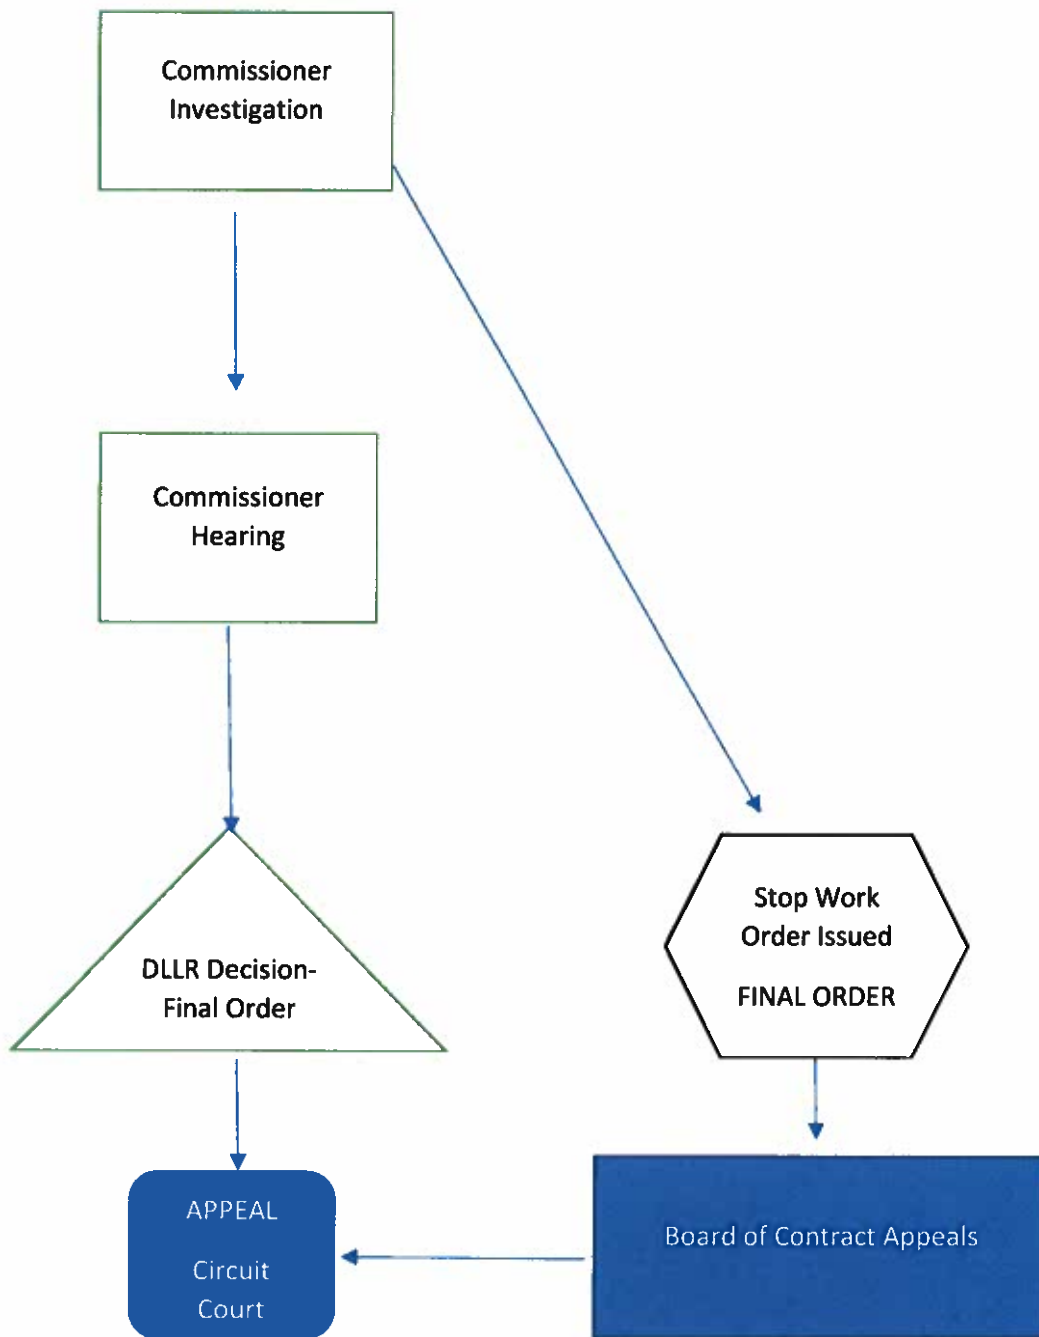 Commissioner
Investigation
Commissioner
Hearing
DLLR Decision-
Final Order
Stop Work
Order Issued
FINAL ORDER
APPEAL
Circuit
Court
Board of Contract Appeals